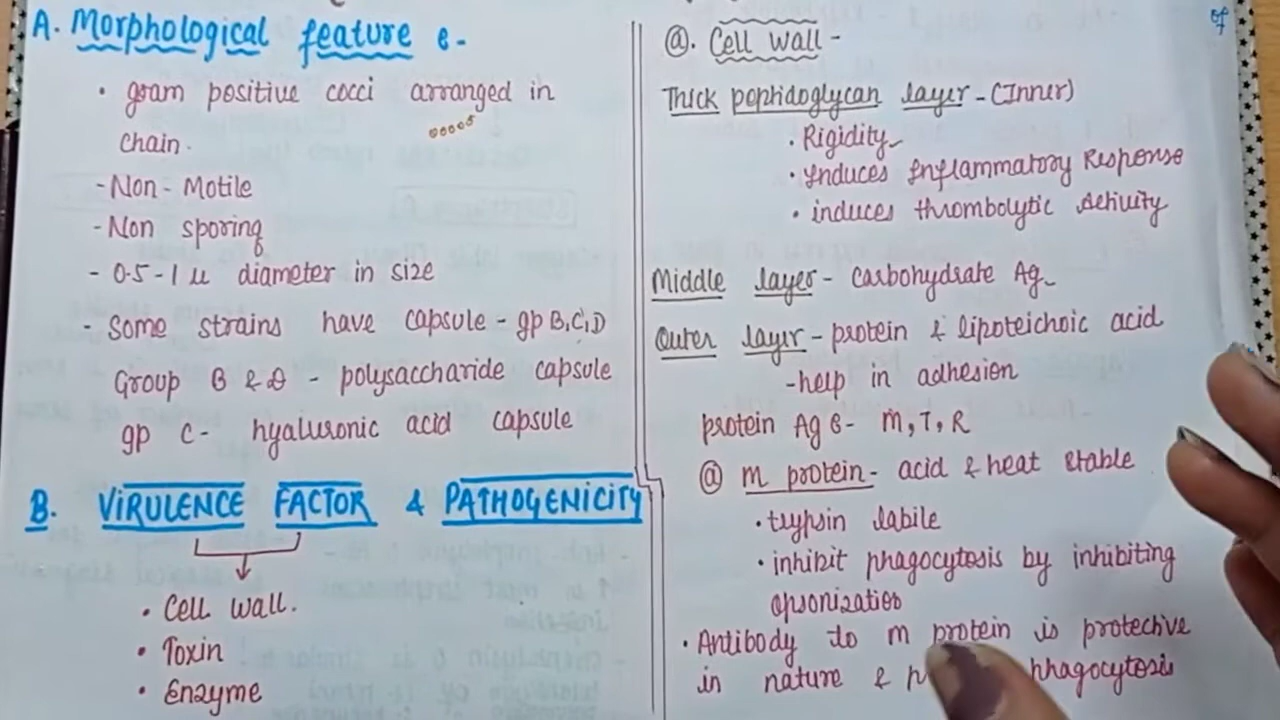 A. Morphological feature :-
• gram positive cocci arranged in
chain.
- Non-Motile
- Non sporing
- 0.5-1 µ diameter in size
- Some strains have capsule - gp B,C,D
Group B & D - polysaccharide capsule
gp C- hyaluronic acid capsule
B. VIRULENCE FACTOR & PATHOGENICITY
• Cell wall.
• Toxin
• Enzyme
@. Cell wall -
Thick peptidoglycan layer - (Inner)
• Rigidity
• Induces Inflammatory Response
• induces thrombolytic Activity
Middle layer - Carbohydrate Ag
Outer layer - protein & lipoteichoic acid
-help in adhesion
protein Ag :- M, T, R
@ M protein - acid & heat stable
• trypsin labile
• inhibit phagocytosis by inhibiting
opsonization
• Antibody to M protein is protective
in nature & phagocytosis